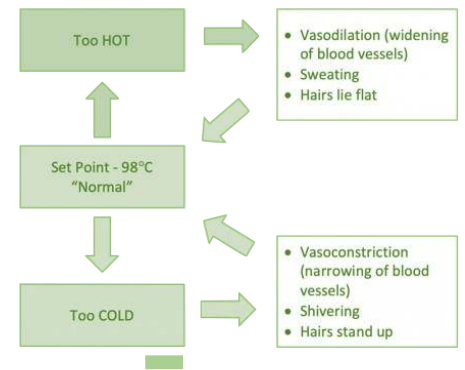 Too HOT
• Vasodilation (widening
of blood vessels)
• Sweating
• Hairs lie flat
Set Point - 98°C
"Normal"
Too COLD
• Vasoconstriction
(narrowing of blood
vessels)
• Shivering
• Hairs stand up